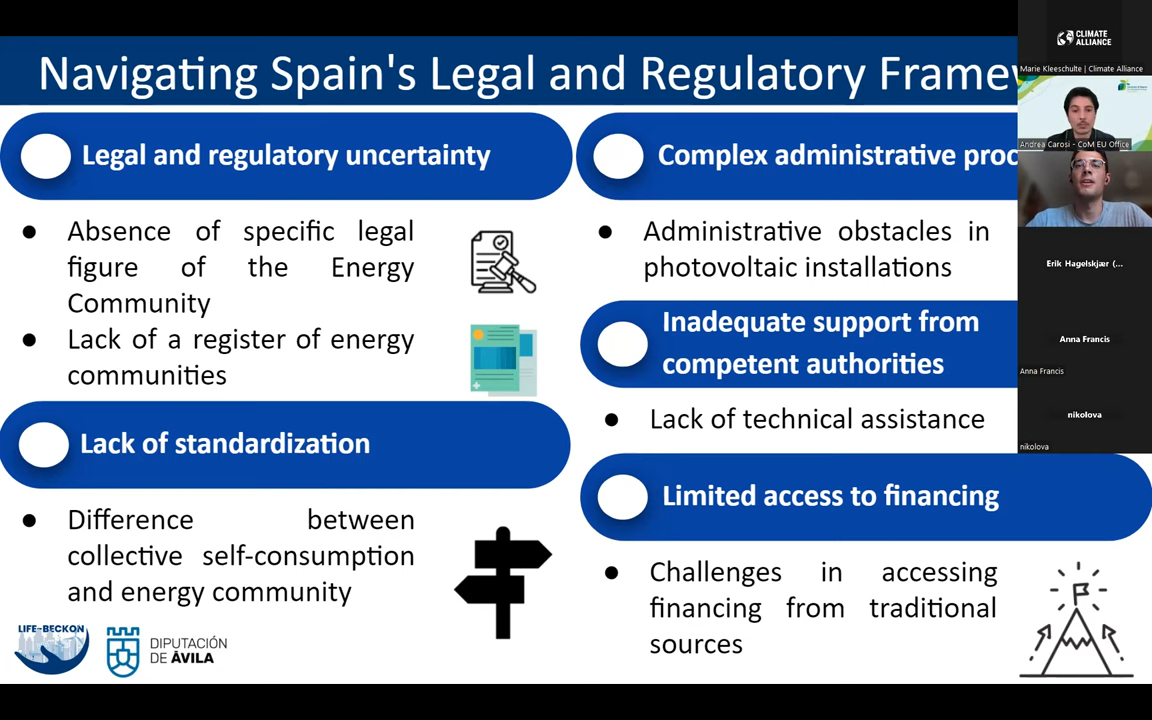 Navigating Spain's Legal and Regulatory Frame
Legal and regulatory uncertainty
Absence of specific legal
figure of the Energy
Community
Lack of a register of energy
communities
Lack of standardization
Difference between
collective self-consumption
and energy community
LIFE-BECKON
DIPUTACIÓN
DE ÁVILA
Complex administrative proc
Administrative obstacles in
photovoltaic installations
Inadequate support from
competent authorities
Lack of technical assistance
Limited access to financing
Challenges in accessing
financing from traditional
sources
CLIMATE
ALLIANCE
Marie Kleeschulte | Climate Alliance
Andrea Carosi - CoM EU Office
Erik Hagelskjær (...
Anna Francis
Anna Francis
nikolova
nikolova